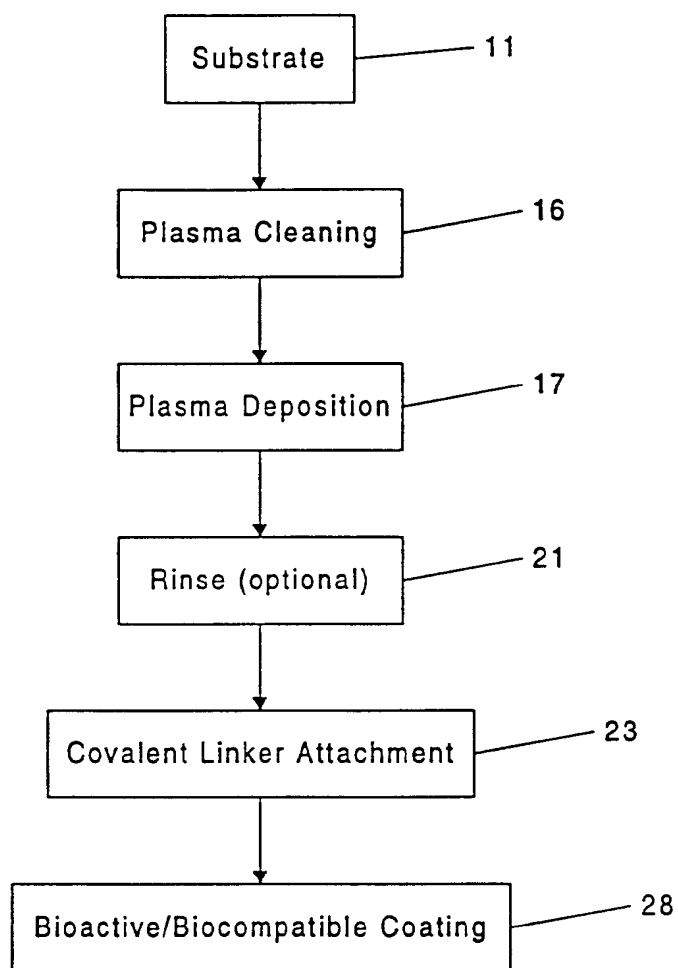 Substrate
11
Plasma Cleaning
16
Plasma Deposition
17
Rinse (optional)
21
Covalent Linker Attachment
23
Bioactive/Biocompatible Coating
28